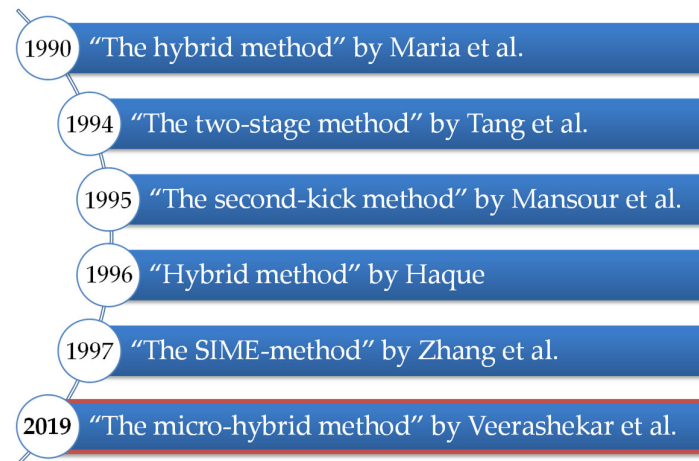 1990 “The hybrid method” by Maria et al.
1994 “The two-stage method” by Tang et al.
1995 “The second-kick method” by Mansour et al.
1996 “Hybrid method” by Haque
1997 “The SIME-method” by Zhang et al.
2019 “The micro-hybrid method” by Veerashekar et al.